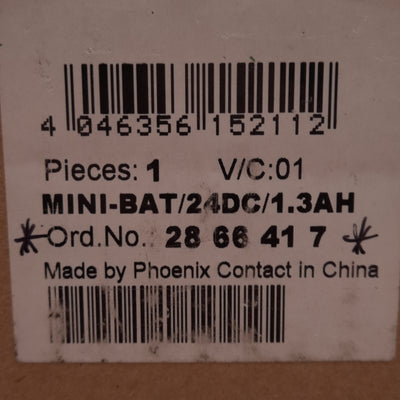 4 046356 152112
Pieces: 1 V/C:01
MINI-BAT/24DC/1.3AH
Ord.No.: 28 66 41 7
Made by Phoenix Contact in China